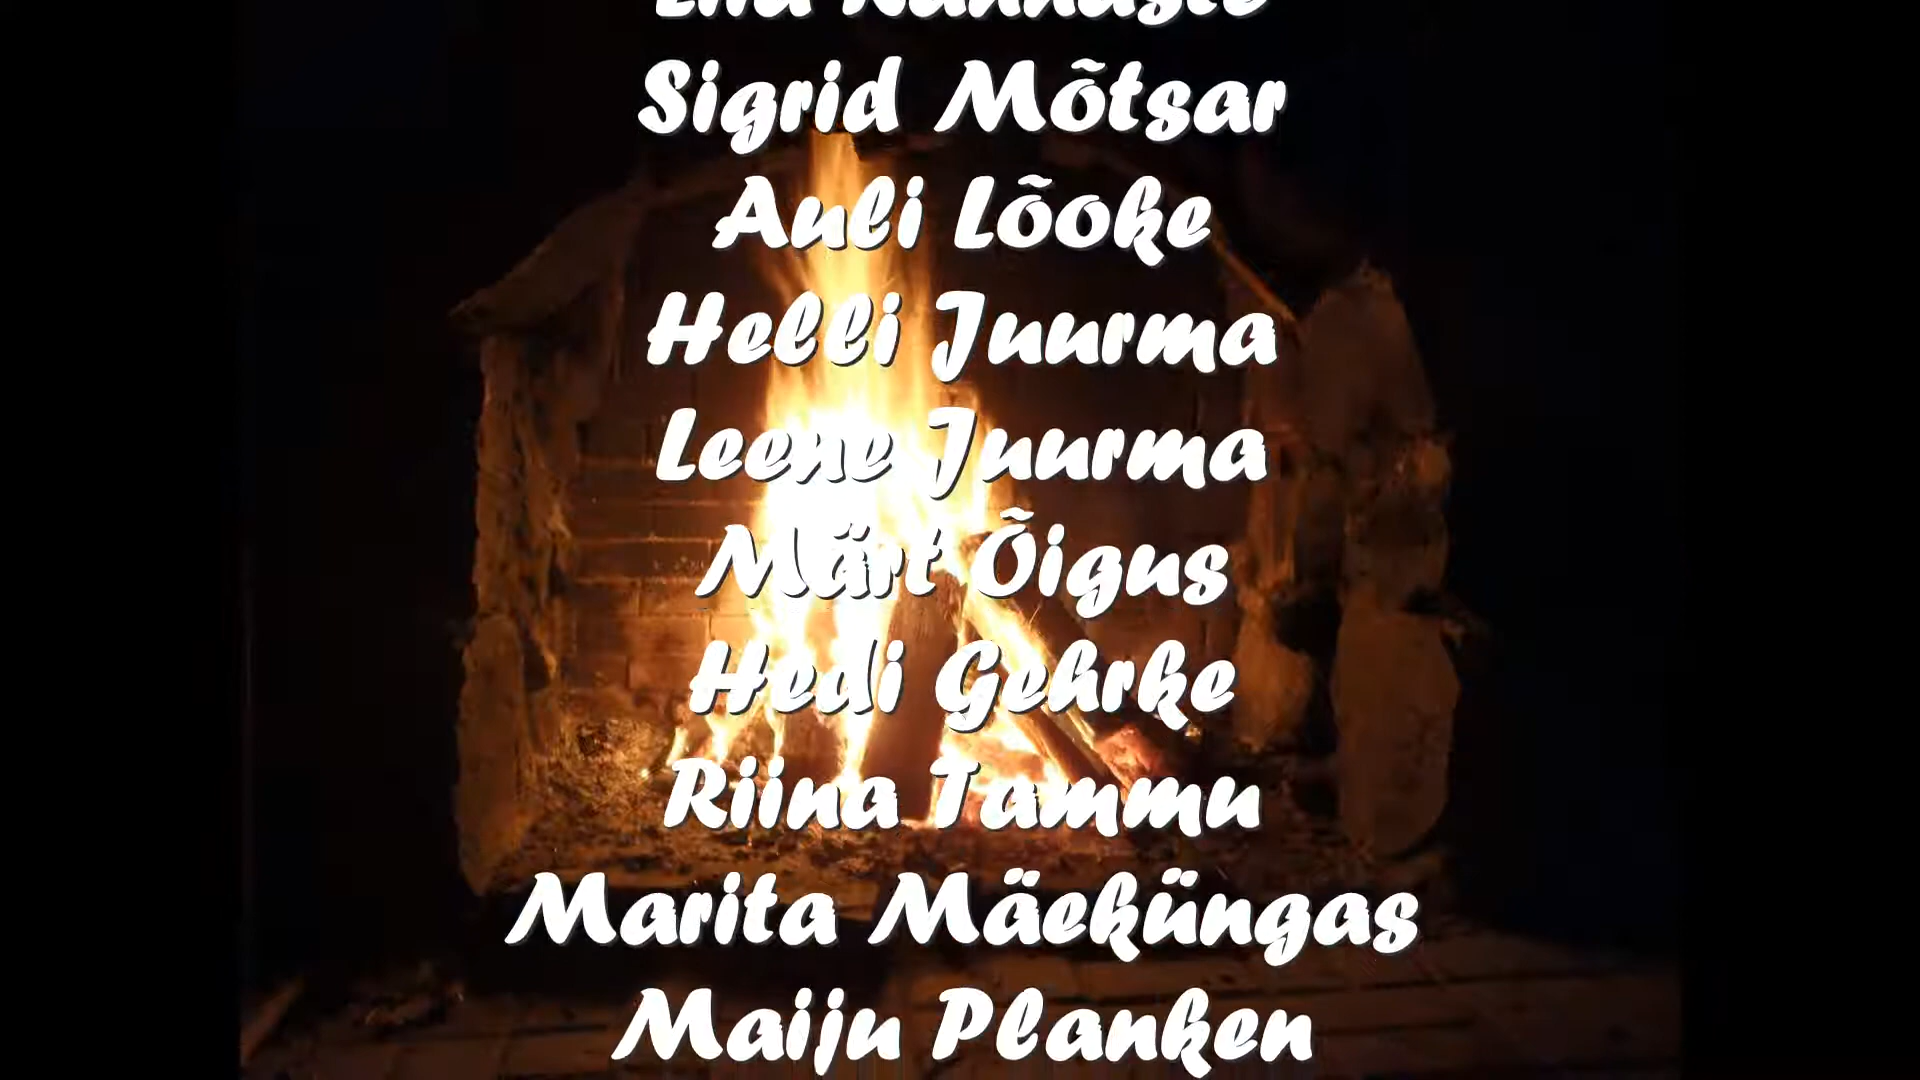 Sigrid Mõtsar
Auli Lõoke
Helli Juurma
Leene Juurma
Märt Õigus
Hedi Gehrke
Riina Tammu
Marita Mäeküngas
Maiju Planken